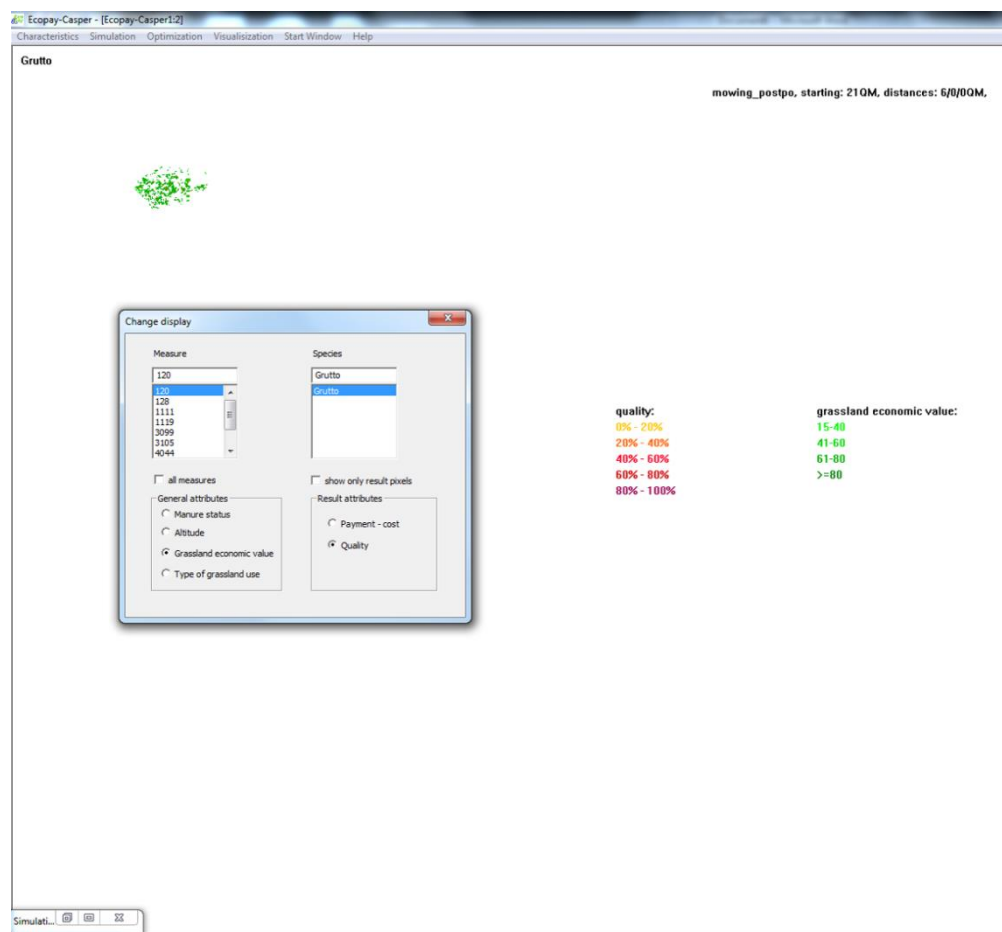 Ecopay-Casper - [Ecopay-Casper1:2]
Characteristics Simulation Optimization Visualisization Start Window Help
Grutto
mowing_postpo, starting: 21QM, distances: 6/0/0QM,
Change display
Measure
Species
120
Grutto
120
128
1111
1119
3099
3105
4044
Grutto
all measures
show only result pixels
General attributes
Manure status
Altitude
Grassland economic value
Type of grassland use
Result attributes
Payment - cost
Quality
quality:
0% - 20%
20% - 40%
40% - 60%
60% - 80%
80% - 100%
grassland economic value:
15-40
41-60
61-80
>=80
Simulati...